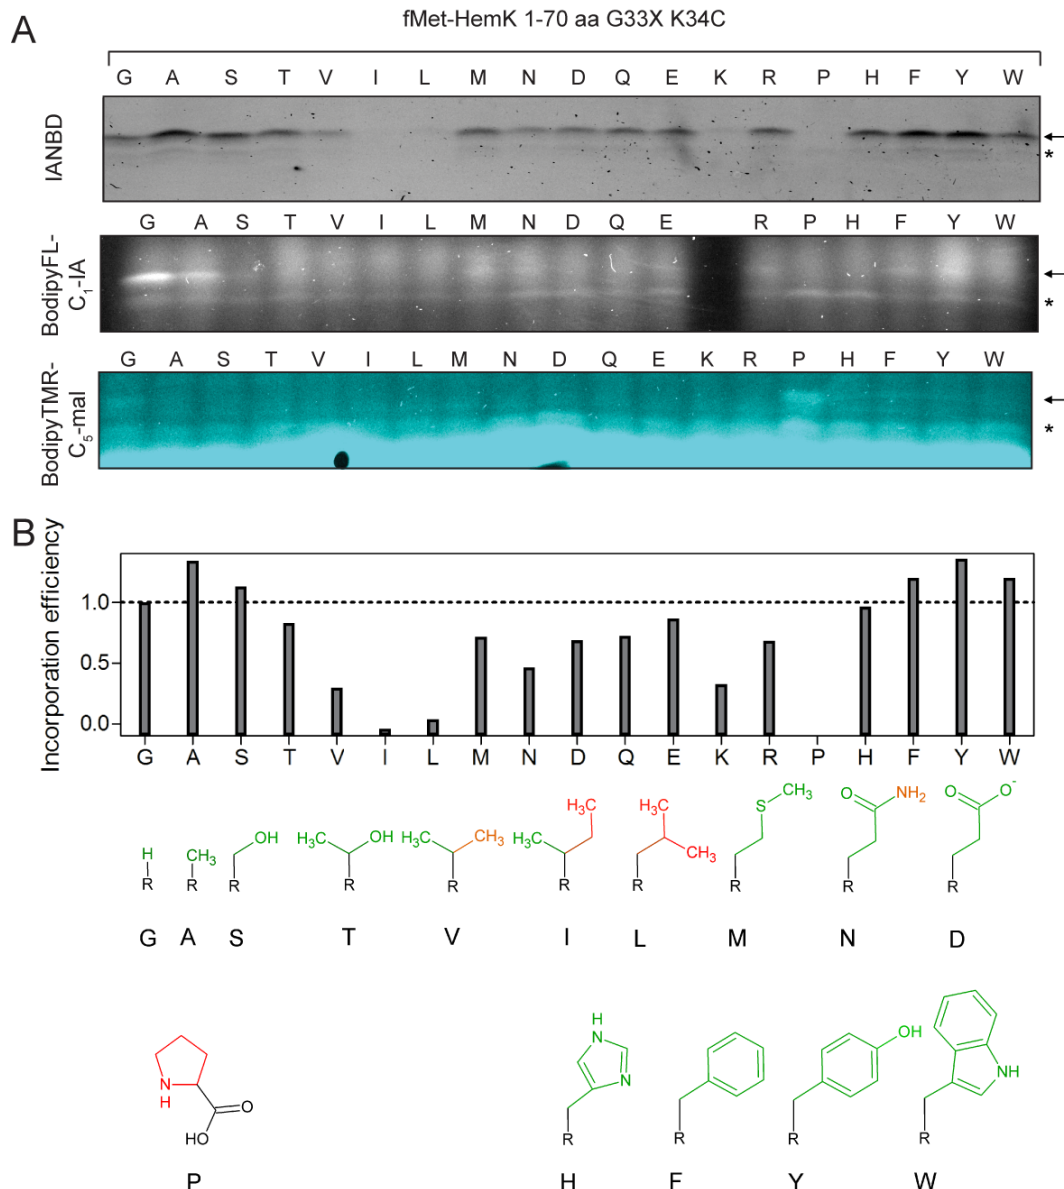 A
fMet-HemK 1-70 aa G33X K34C
G A S T V I L M N D Q E K R P H F Y W
IANBD
*
G A S T V I L M N D Q E R P H F Y W
BodipyFL-
C1-IA
*
G A S T V I L M N D Q E K R P H F Y W
BodipyTMR-
C5-mal
*
B
Incorporation efficiency
1.0
0.5
0.0
G A S T V I L M N D Q E K R P H F Y W
H R
CH3 R
OH R
H3C OH R
H3C CH3 R
H3C H3C R
CH3 CH3 R
S CH3 R
O NH2 R
O O- R
G A S T V I L M N D
N H O HO
H N N R
R
OH R
NH R
P H F Y W